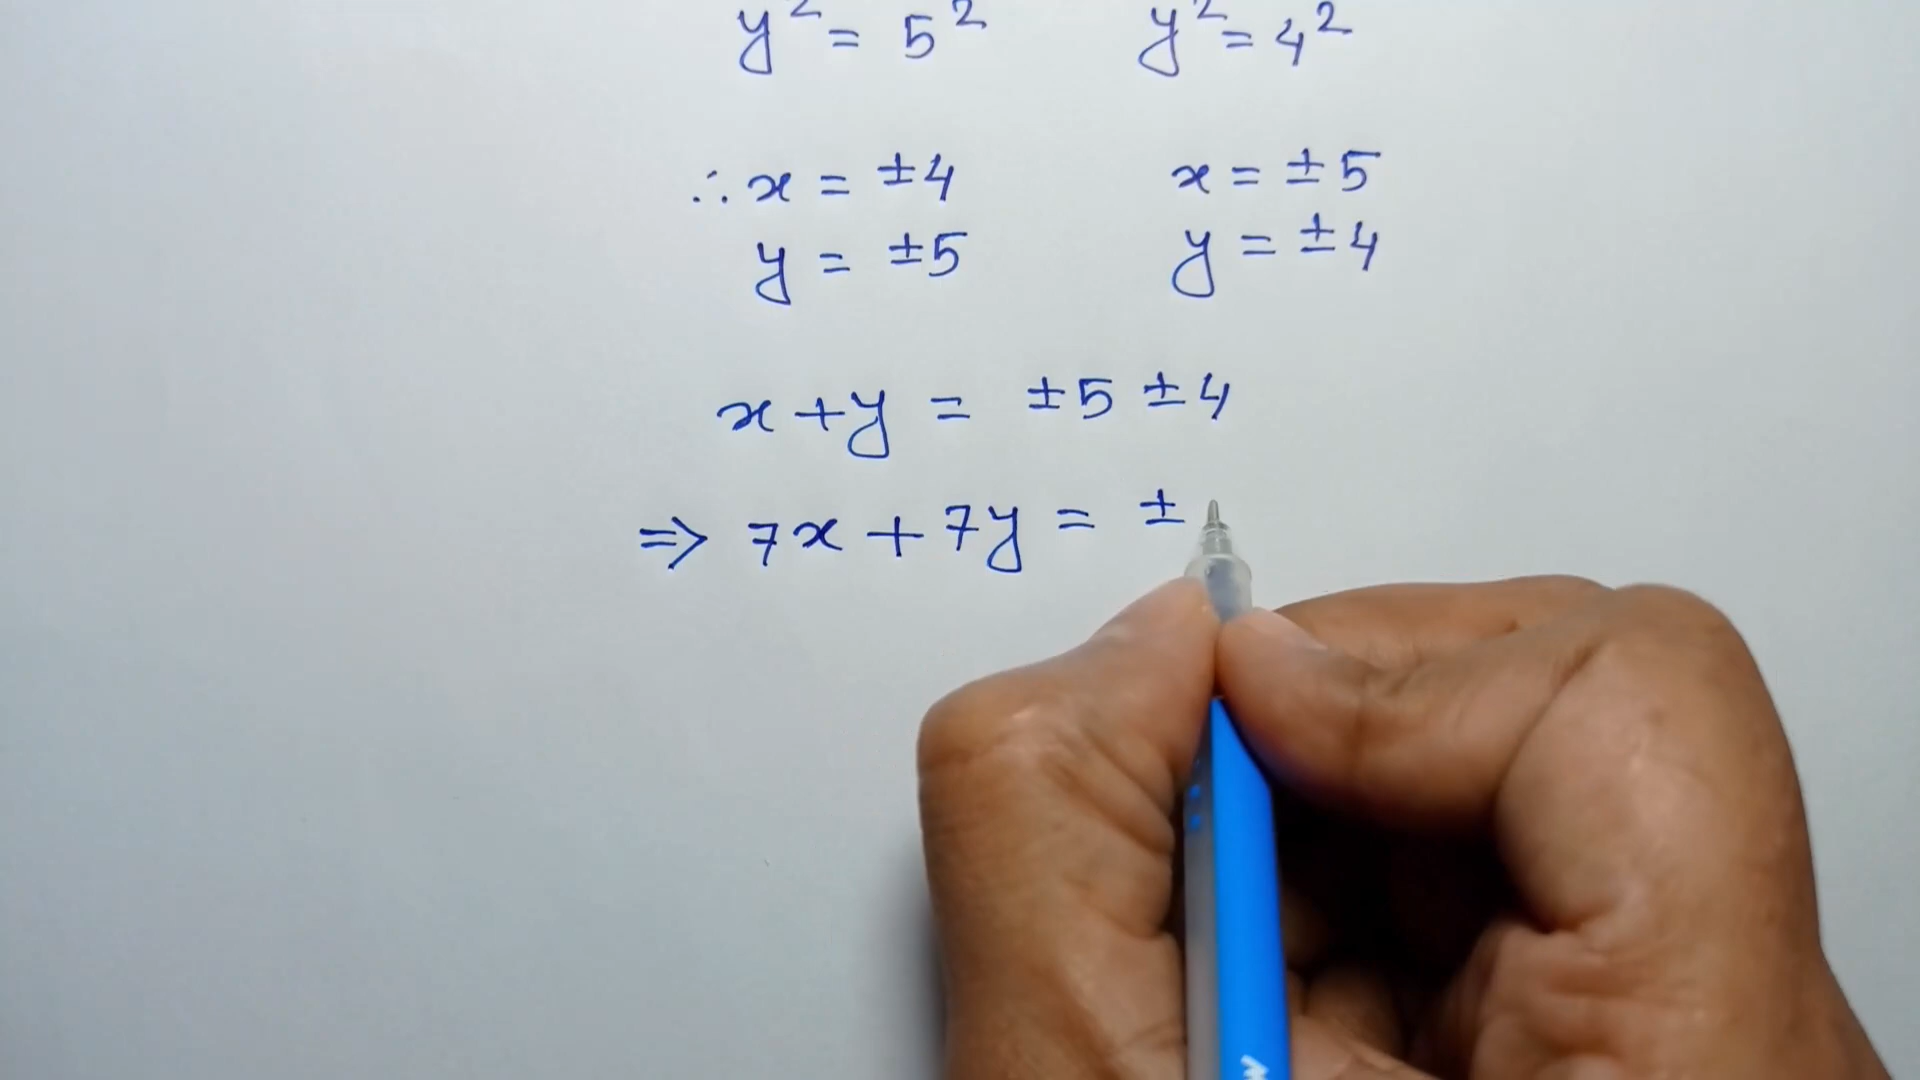 y² = 5² y² = 4²
∴ x = ±4 x = ±5
y = ±5 y = ±4
x + y = ±5 ±4
⇒ 7x + 7y = ±